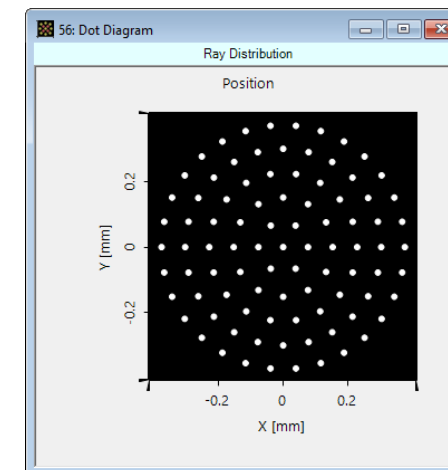 56: Dot Diagram
Ray Distribution
Position
Y [mm]
0.2
0
-0.2
-0.2 0 0.2
X [mm]